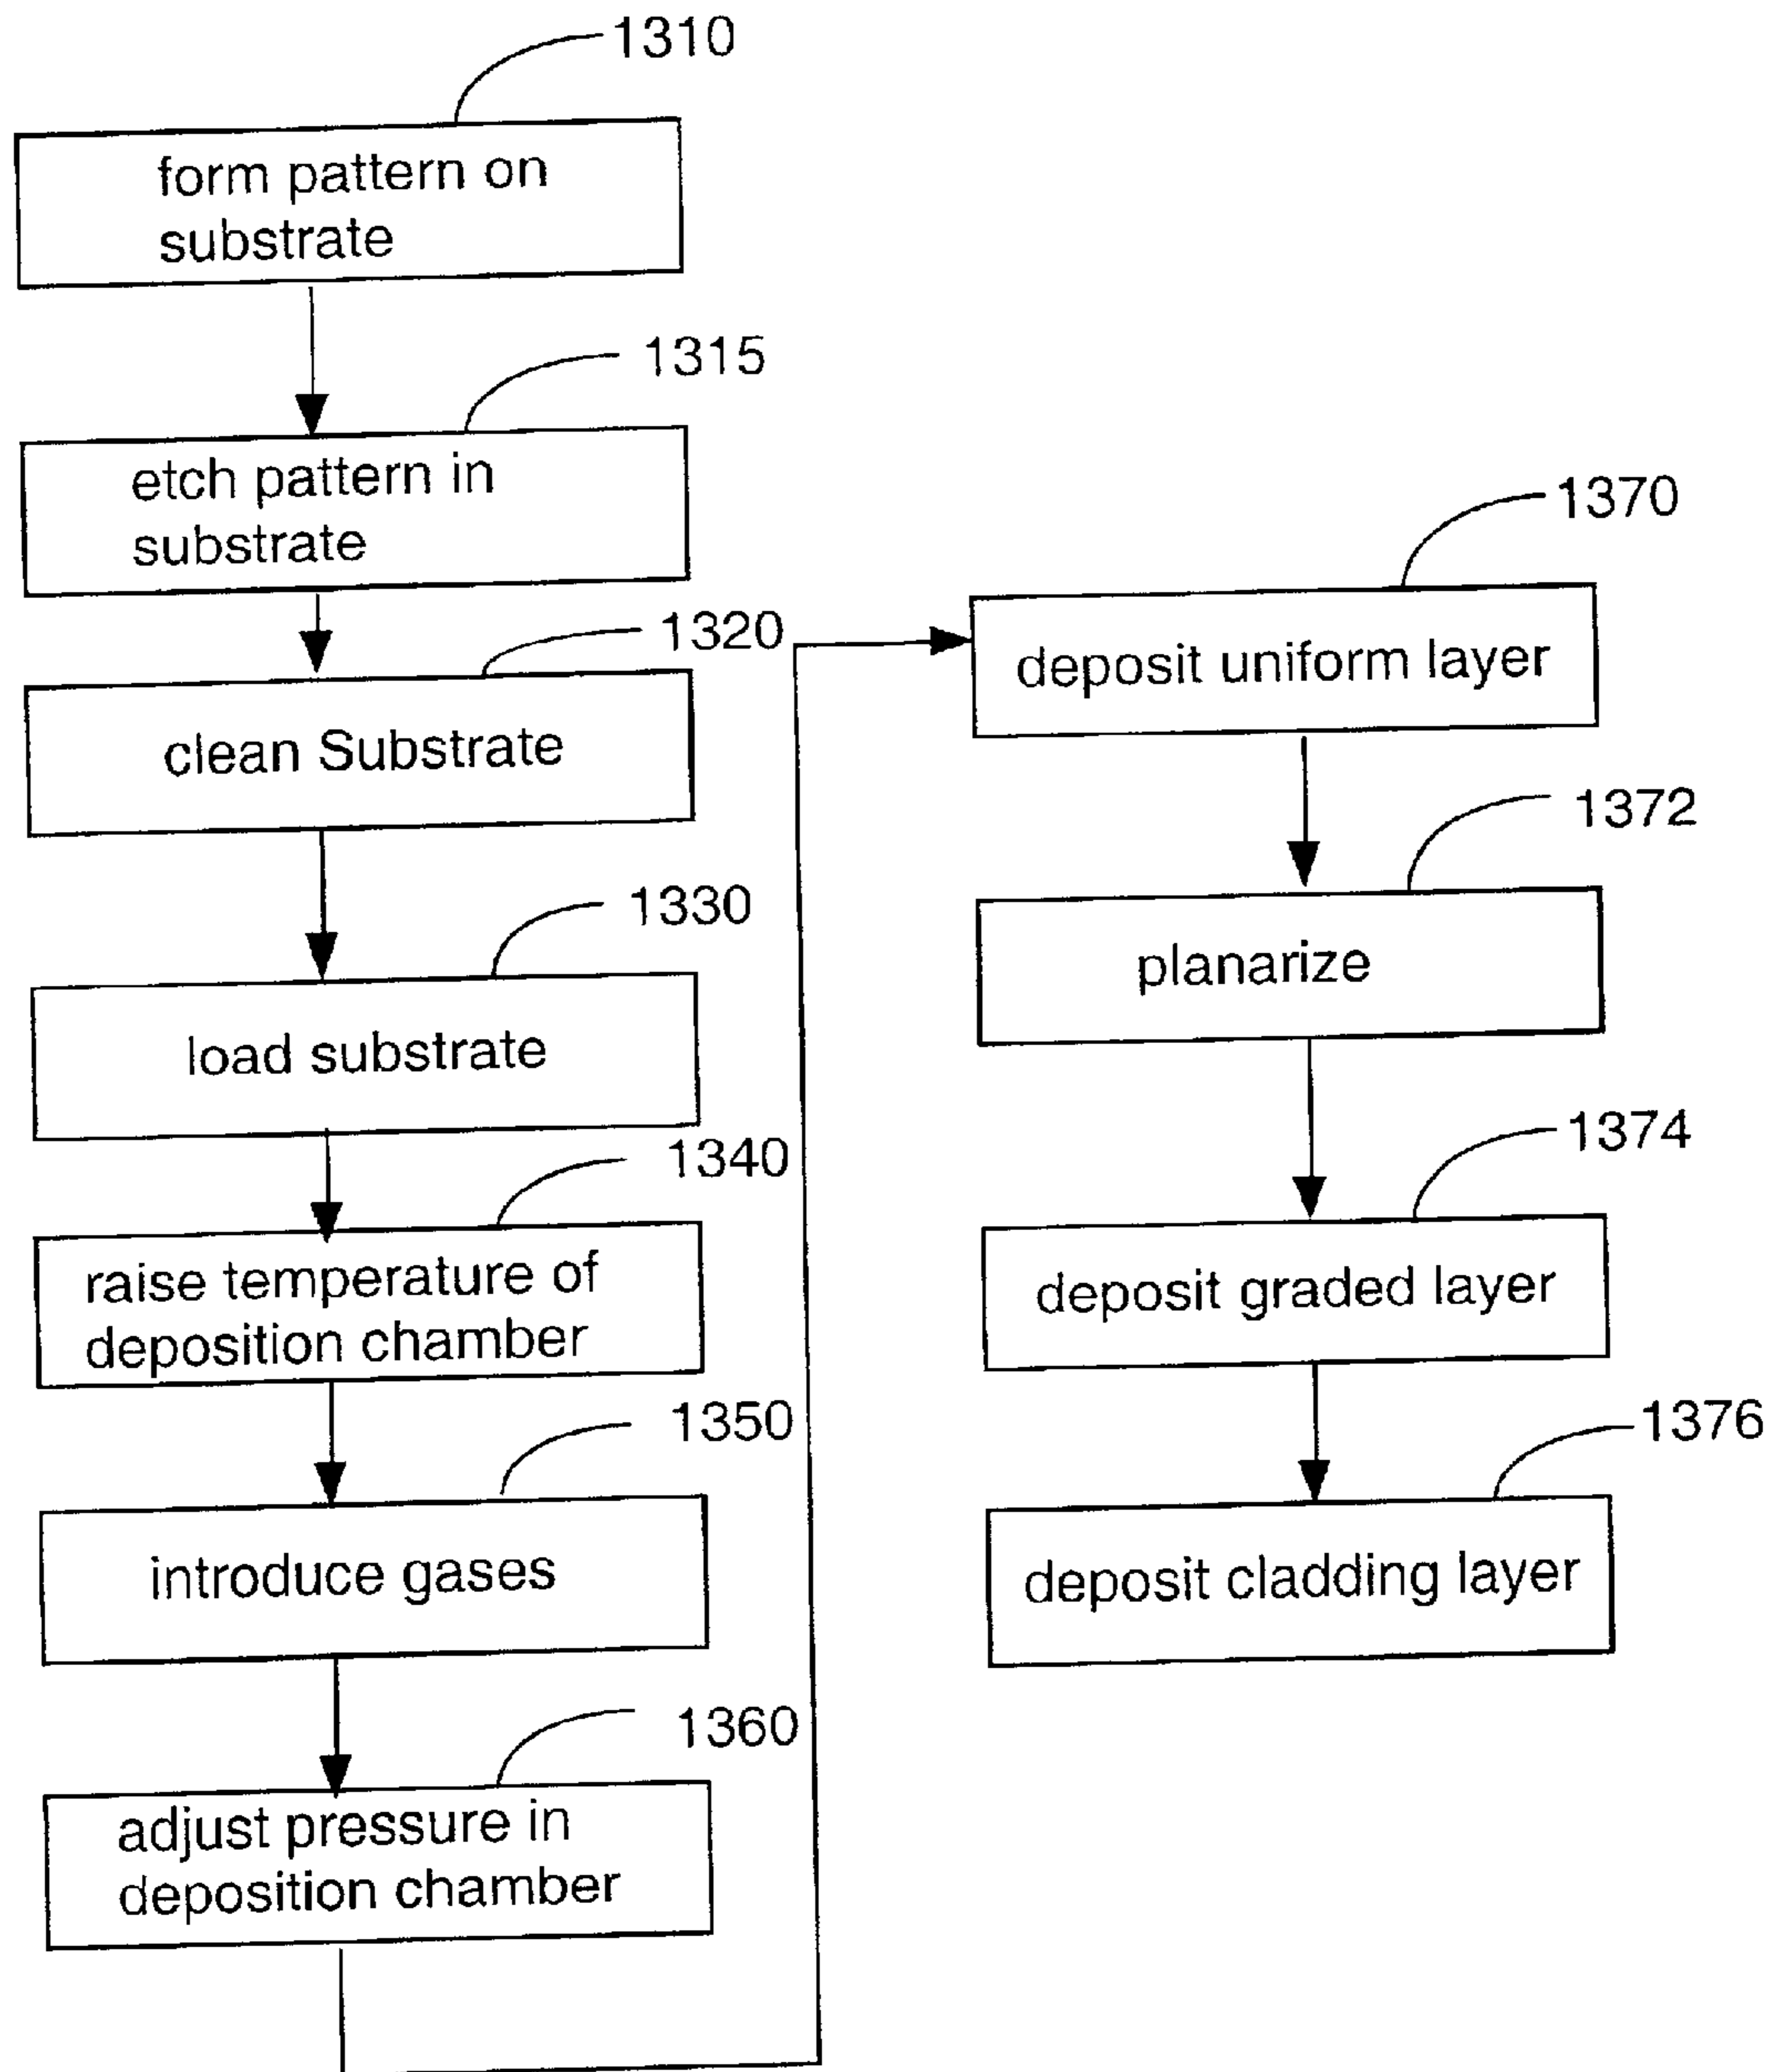 1310
form pattern on
substrate
1315
etch pattern in
substrate
1320
clean Substrate
1330
load substrate
1340
raise temperature of
deposition chamber
1350
introduce gases
1360
adjust pressure in
deposition chamber
1370
deposit uniform layer
1372
planarize
1374
deposit graded layer
1376
deposit cladding layer